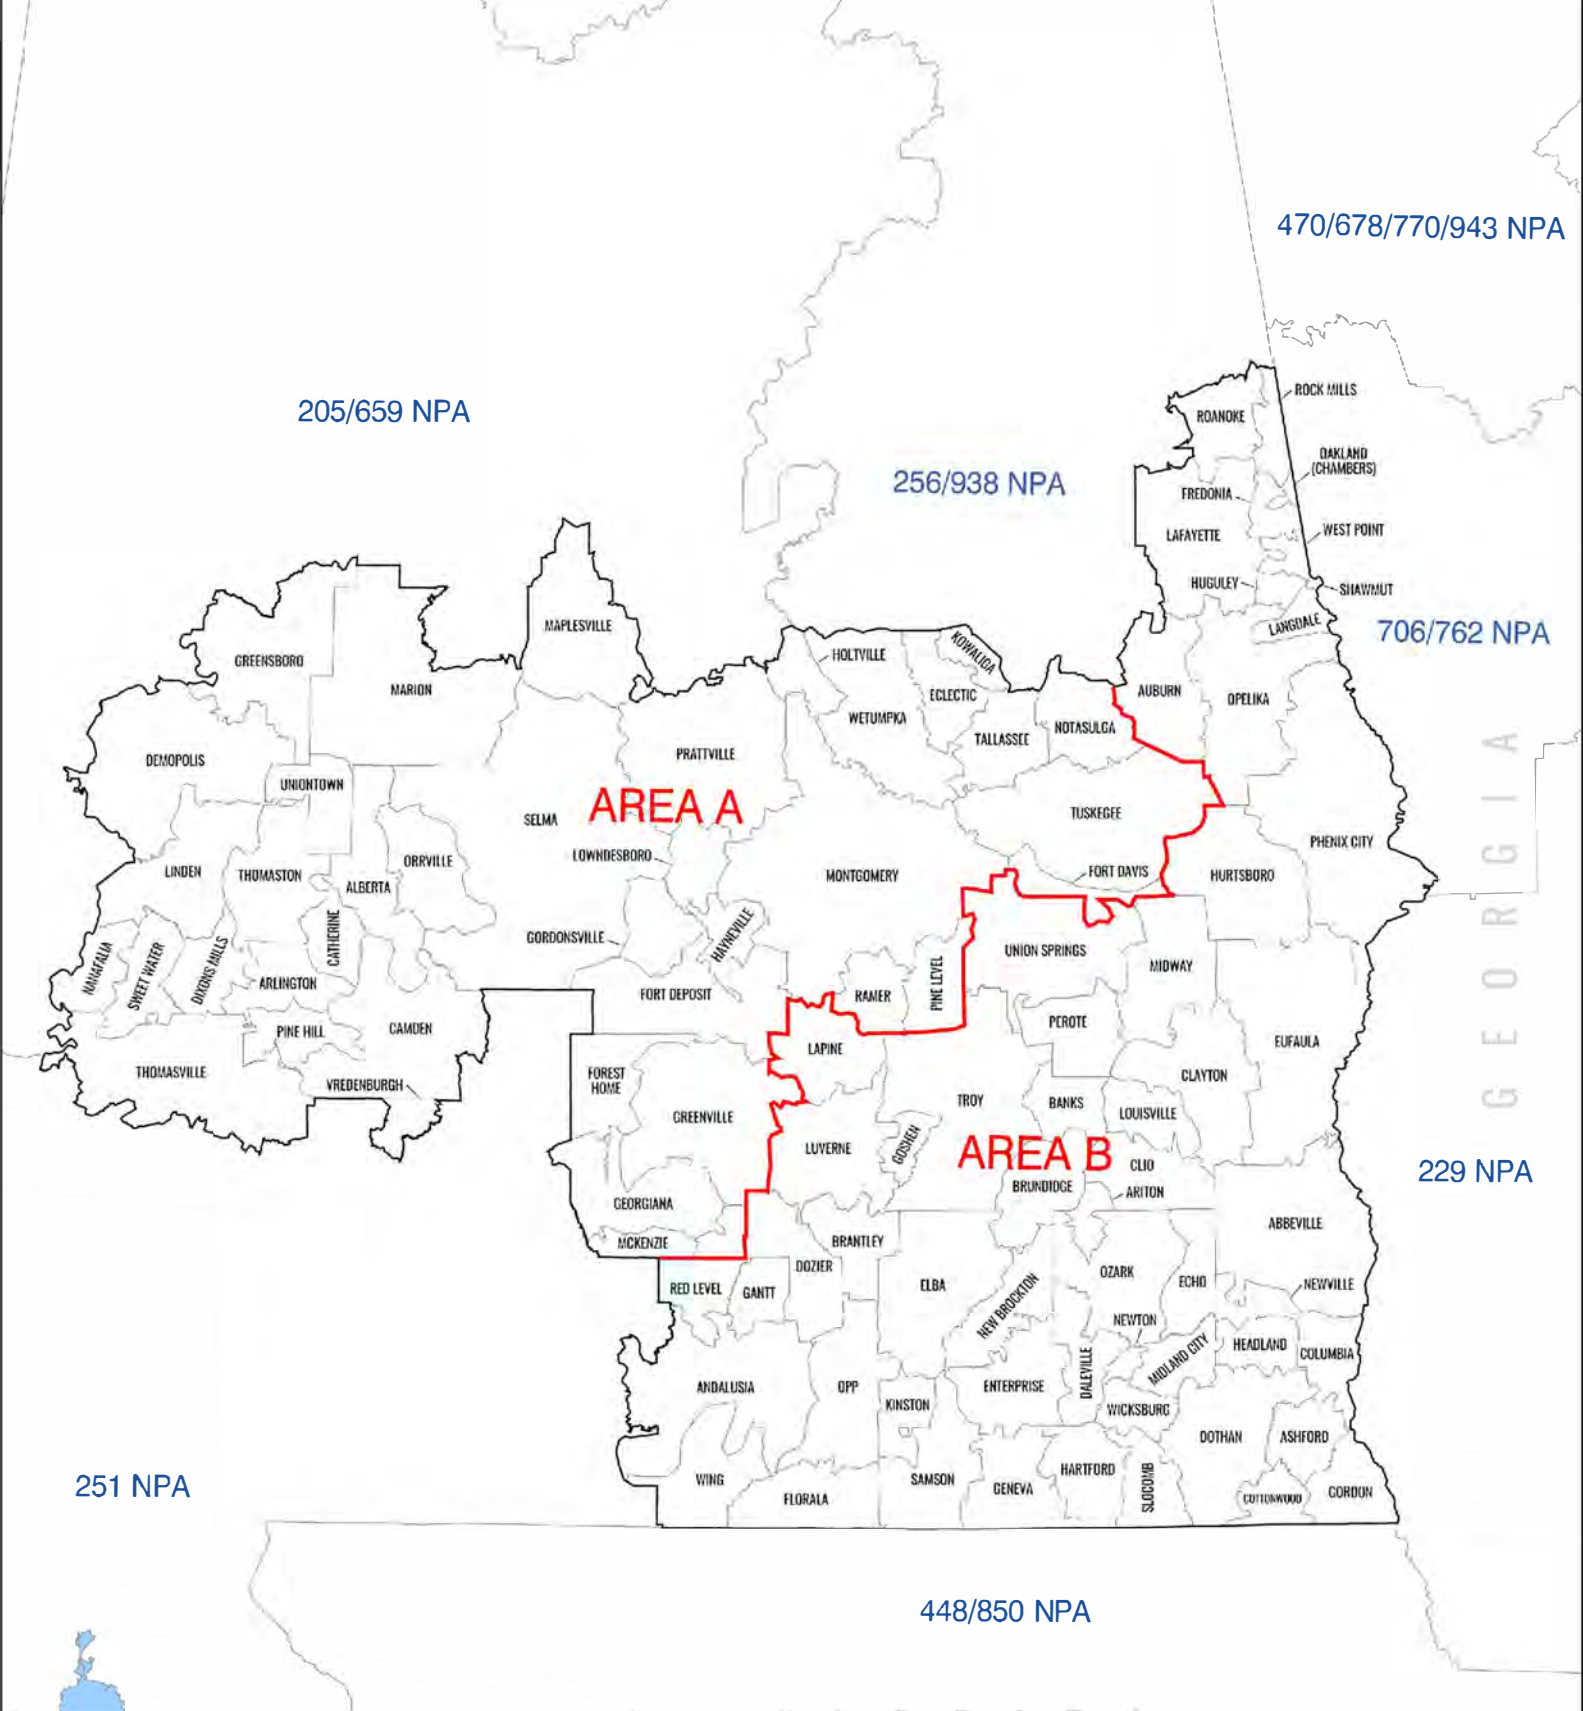 470/678/770/943 NPA
205/659 NPA
256/938 NPA
ROCK MILLS
ROANOKE
OAKLAND
(CHAMBERS)
FREDONIA
WEST POINT
LAFAYETTE
HUGULEY
SHAWMUT
LANGDALE
706/762 NPA
MAPLESVILLE
GREENSBORO
HOLTVILLE
KOWALIGA
MARION
ECLECTIC
AUBURN
OPELIKA
WETUMPKA
NOTASULGA
TALLASSEE
DEMOPOLIS
PRATTVILLE
UNIONTOWN
AREA A
SELMA
TUSKEGEE
PHENIX CITY
LOWNDESBORO
ORRVILLE
LINDEN
THOMASTON
ALBERTA
MONTGOMERY
FORT DAVIS
HURTSBORO
CATHERINE
GORDONSVILLE
HAYNEVILLE
UNION SPRINGS
MIDWAY
NANAFALIA
SWEET WATER
DIXONS MILLS
ARLINGTON
FORT DEPOSIT
RAMER
PINE LEVEL
PINE HILL
CAMDEN
PEROTE
EUFAULA
LAPINE
THOMASVILLE
VREDENBURGH
FOREST
HOME
CLAYTON
GREENVILLE
TROY
BANKS
LOUISVILLE
LUVERNE
GOSHEN
AREA B
CLIO
GEORGIA
229 NPA
BRUNDIDGE
ARITON
GEORGIANA
ABBEVILLE
MCKENZIE
BRANTLEY
DOZIER
OZARK
ECHO
NEWVILLE
RED LEVEL
GANTT
ELBA
NEW BROCKTON
NEWTON
HEADLAND
COLUMBIA
MIDLAND CITY
DALEVILLE
ANDALUSIA
OPP
ENTERPRISE
KINSTON
WICKSBURG
DOTHAN
ASHFORD
HARTFORD
WING
SAMSON
GENEVA
SLOCOMB
FLORALA
COTTONWOOD
GORDON
251 NPA
448/850 NPA